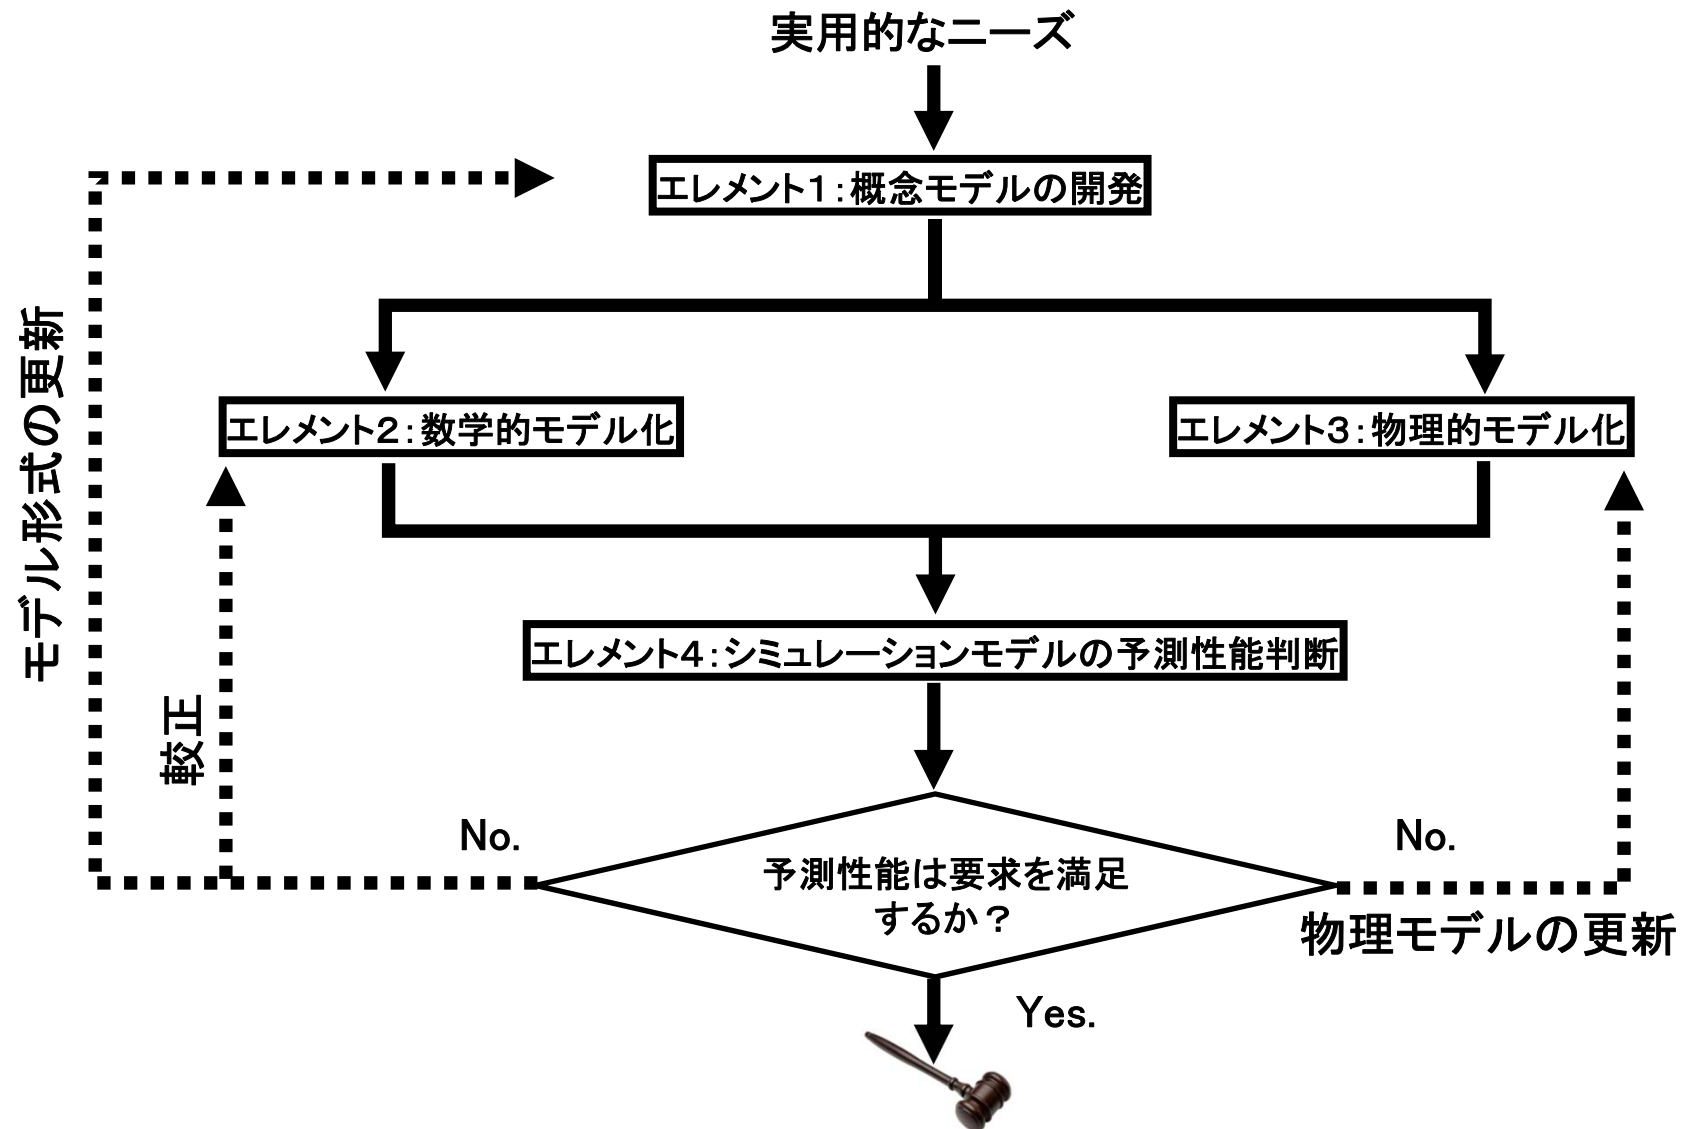 実用的なニーズ
エレメント1:概念モデルの開発
モデル形式の更新
エレメント2:数学的モデル化
エレメント3:物理的モデル化
エレメント4:シミュレーションモデルの予測性能判断
較正
No.
No.
予測性能は要求を満足
するか?
物理モデルの更新
Yes.